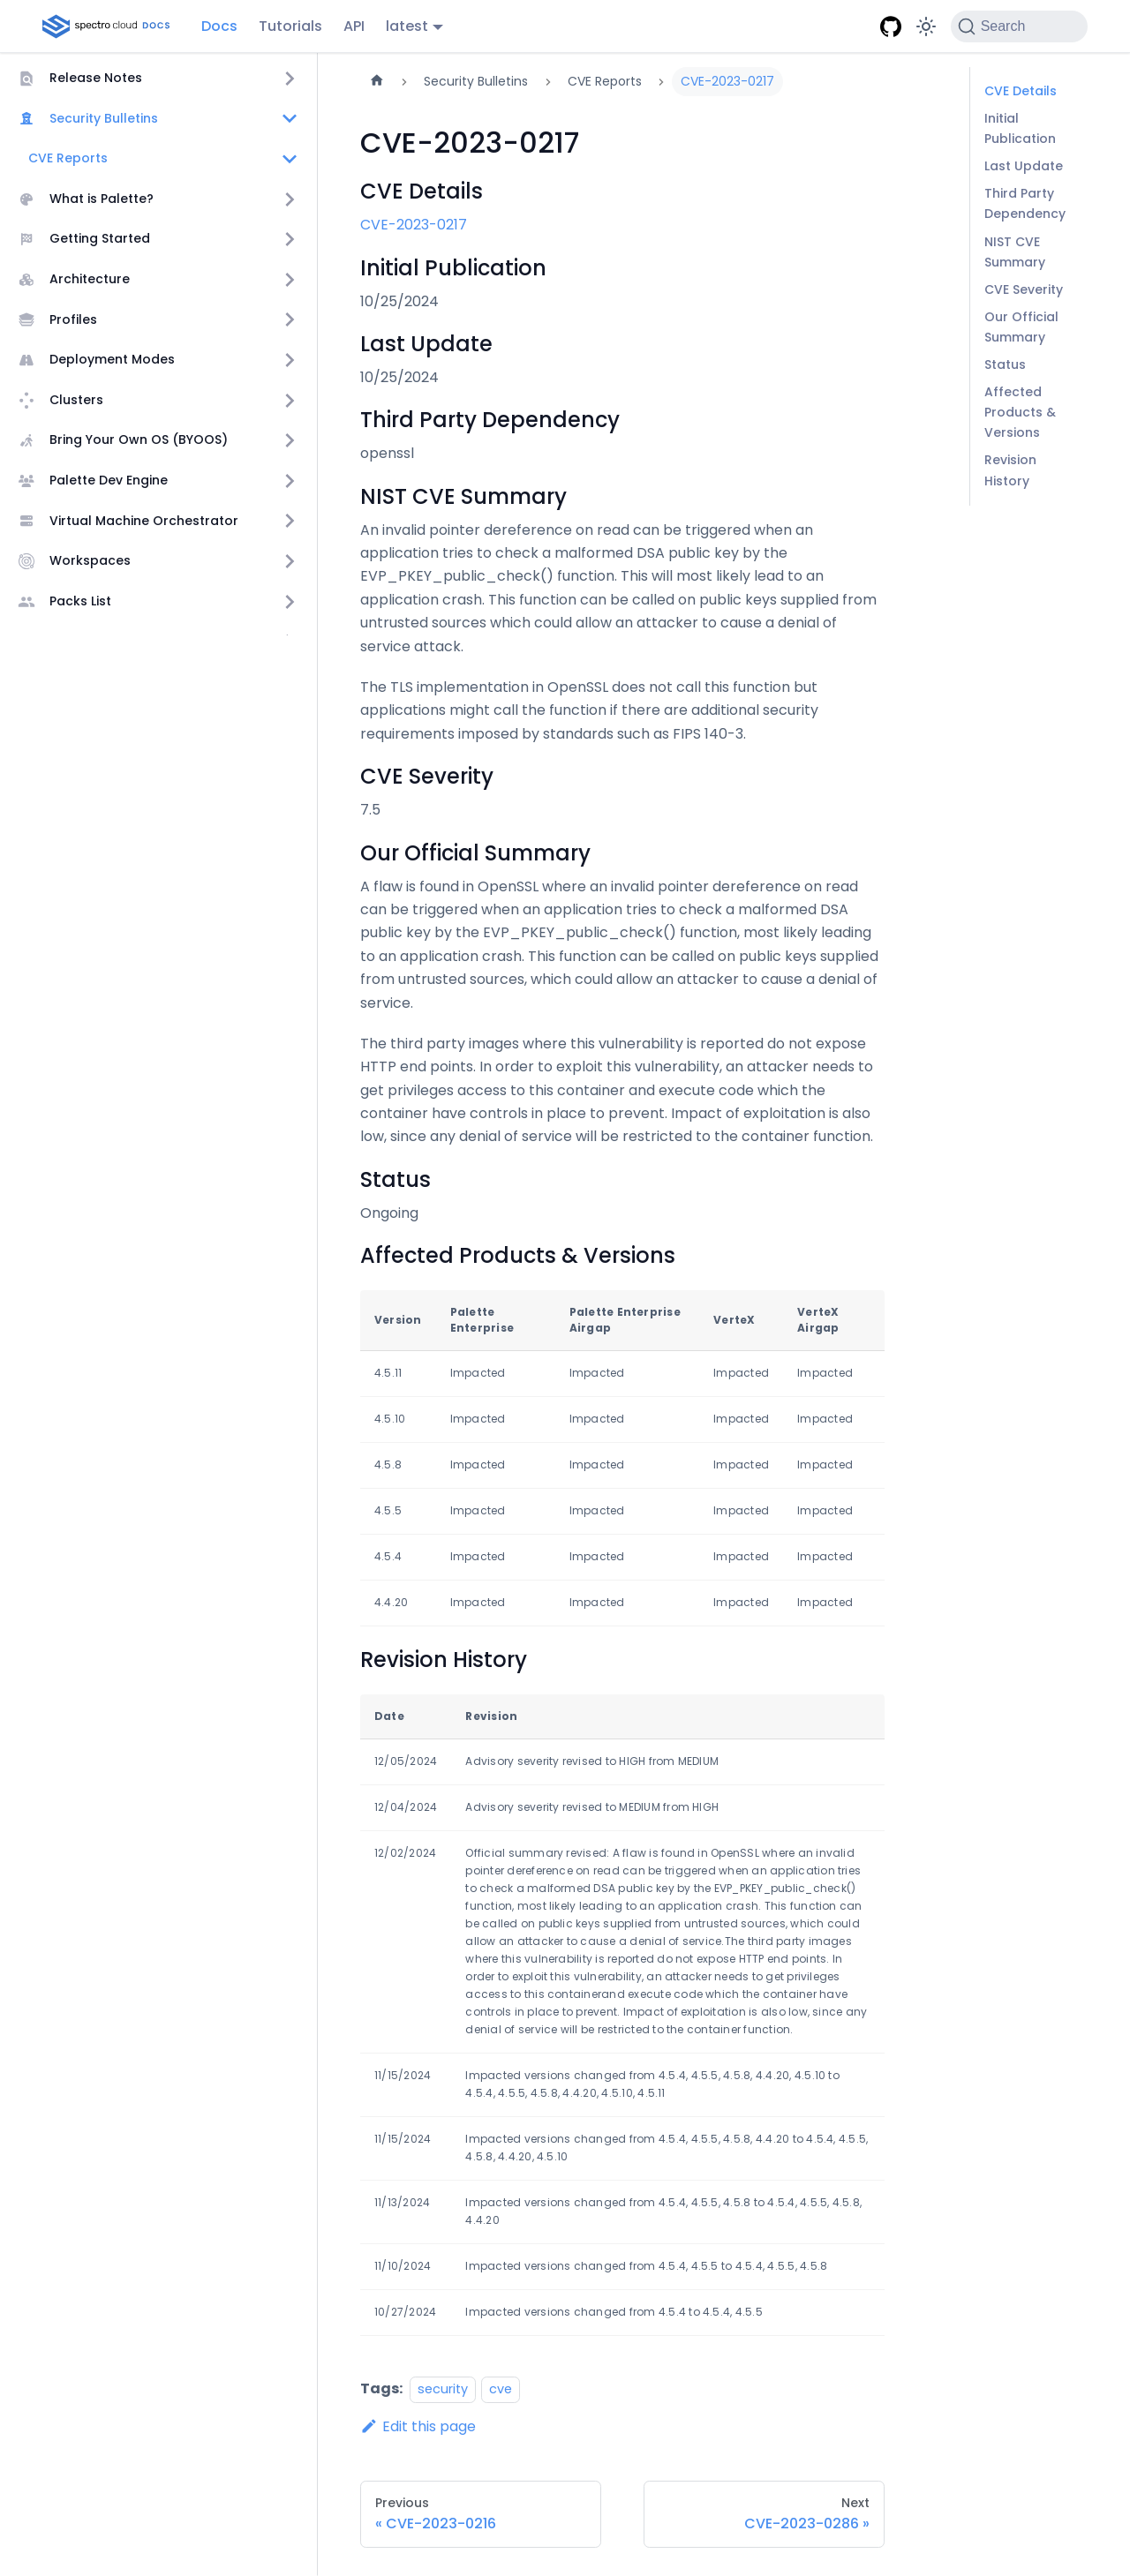 spectro cloud DOCS Docs Tutorials API latest Search
Release Notes
Security Bulletins
CVE Reports
What is Palette?
Getting Started
Architecture
Profiles
Deployment Modes
Clusters
Bring Your Own OS (BYOOS)
Palette Dev Engine
Virtual Machine Orchestrator
Workspaces
Packs List
Security Bulletins CVE Reports CVE-2023-0217
CVE-2023-0217
CVE Details
CVE-2023-0217
Initial Publication
10/25/2024
Last Update
10/25/2024
Third Party Dependency
openssl
NIST CVE Summary
An invalid pointer dereference on read can be triggered when an
application tries to check a malformed DSA public key by the
EVP_PKEY_public_check() function. This will most likely lead to an
application crash. This function can be called on public keys supplied from
untrusted sources which could allow an attacker to cause a denial of
service attack.
The TLS implementation in OpenSSL does not call this function but
applications might call the function if there are additional security
requirements imposed by standards such as FIPS 140-3.
CVE Severity
7.5
Our Official Summary
A flaw is found in OpenSSL where an invalid pointer dereference on read
can be triggered when an application tries to check a malformed DSA
public key by the EVP_PKEY_public_check() function, most likely leading
to an application crash. This function can be called on public keys supplied
from untrusted sources, which could allow an attacker to cause a denial of
service.
The third party images where this vulnerability is reported do not expose
HTTP end points. In order to exploit this vulnerability, an attacker needs to
get privileges access to this container and execute code which the
container have controls in place to prevent. Impact of exploitation is also
low, since any denial of service will be restricted to the container function.
Status
Ongoing
Affected Products & Versions
Version Palette Enterprise Palette Enterprise Airgap VerteX VerteX Airgap
4.5.11 Impacted Impacted Impacted Impacted
4.5.10 Impacted Impacted Impacted Impacted
4.5.8 Impacted Impacted Impacted Impacted
4.5.5 Impacted Impacted Impacted Impacted
4.5.4 Impacted Impacted Impacted Impacted
4.4.20 Impacted Impacted Impacted Impacted
Revision History
Date Revision
12/05/2024 Advisory severity revised to HIGH from MEDIUM
12/04/2024 Advisory severity revised to MEDIUM from HIGH
12/02/2024 Official summary revised: A flaw is found in OpenSSL where an invalid
pointer dereference on read can be triggered when an application tries
to check a malformed DSA public key by the EVP_PKEY_public_check()
function, most likely leading to an application crash. This function can
be called on public keys supplied from untrusted sources, which could
allow an attacker to cause a denial of service.The third party images
where this vulnerability is reported do not expose HTTP end points. In
order to exploit this vulnerability, an attacker needs to get privileges
access to this containerand execute code which the container have
controls in place to prevent. Impact of exploitation is also low, since any
denial of service will be restricted to the container function.
11/15/2024 Impacted versions changed from 4.5.4, 4.5.5, 4.5.8, 4.4.20, 4.5.10 to
4.5.4, 4.5.5, 4.5.8, 4.4.20, 4.5.10, 4.5.11
11/15/2024 Impacted versions changed from 4.5.4, 4.5.5, 4.5.8, 4.4.20 to 4.5.4, 4.5.5,
4.5.8, 4.4.20, 4.5.10
11/13/2024 Impacted versions changed from 4.5.4, 4.5.5, 4.5.8 to 4.5.4, 4.5.5, 4.5.8,
4.4.20
11/10/2024 Impacted versions changed from 4.5.4, 4.5.5 to 4.5.4, 4.5.5, 4.5.8
10/27/2024 Impacted versions changed from 4.5.4 to 4.5.4, 4.5.5
Tags: security cve
Edit this page
Previous
« CVE-2023-0216
Next
CVE-2023-0286 »
CVE Details
Initial
Publication
Last Update
Third Party
Dependency
NIST CVE
Summary
CVE Severity
Our Official
Summary
Status
Affected
Products &
Versions
Revision
History